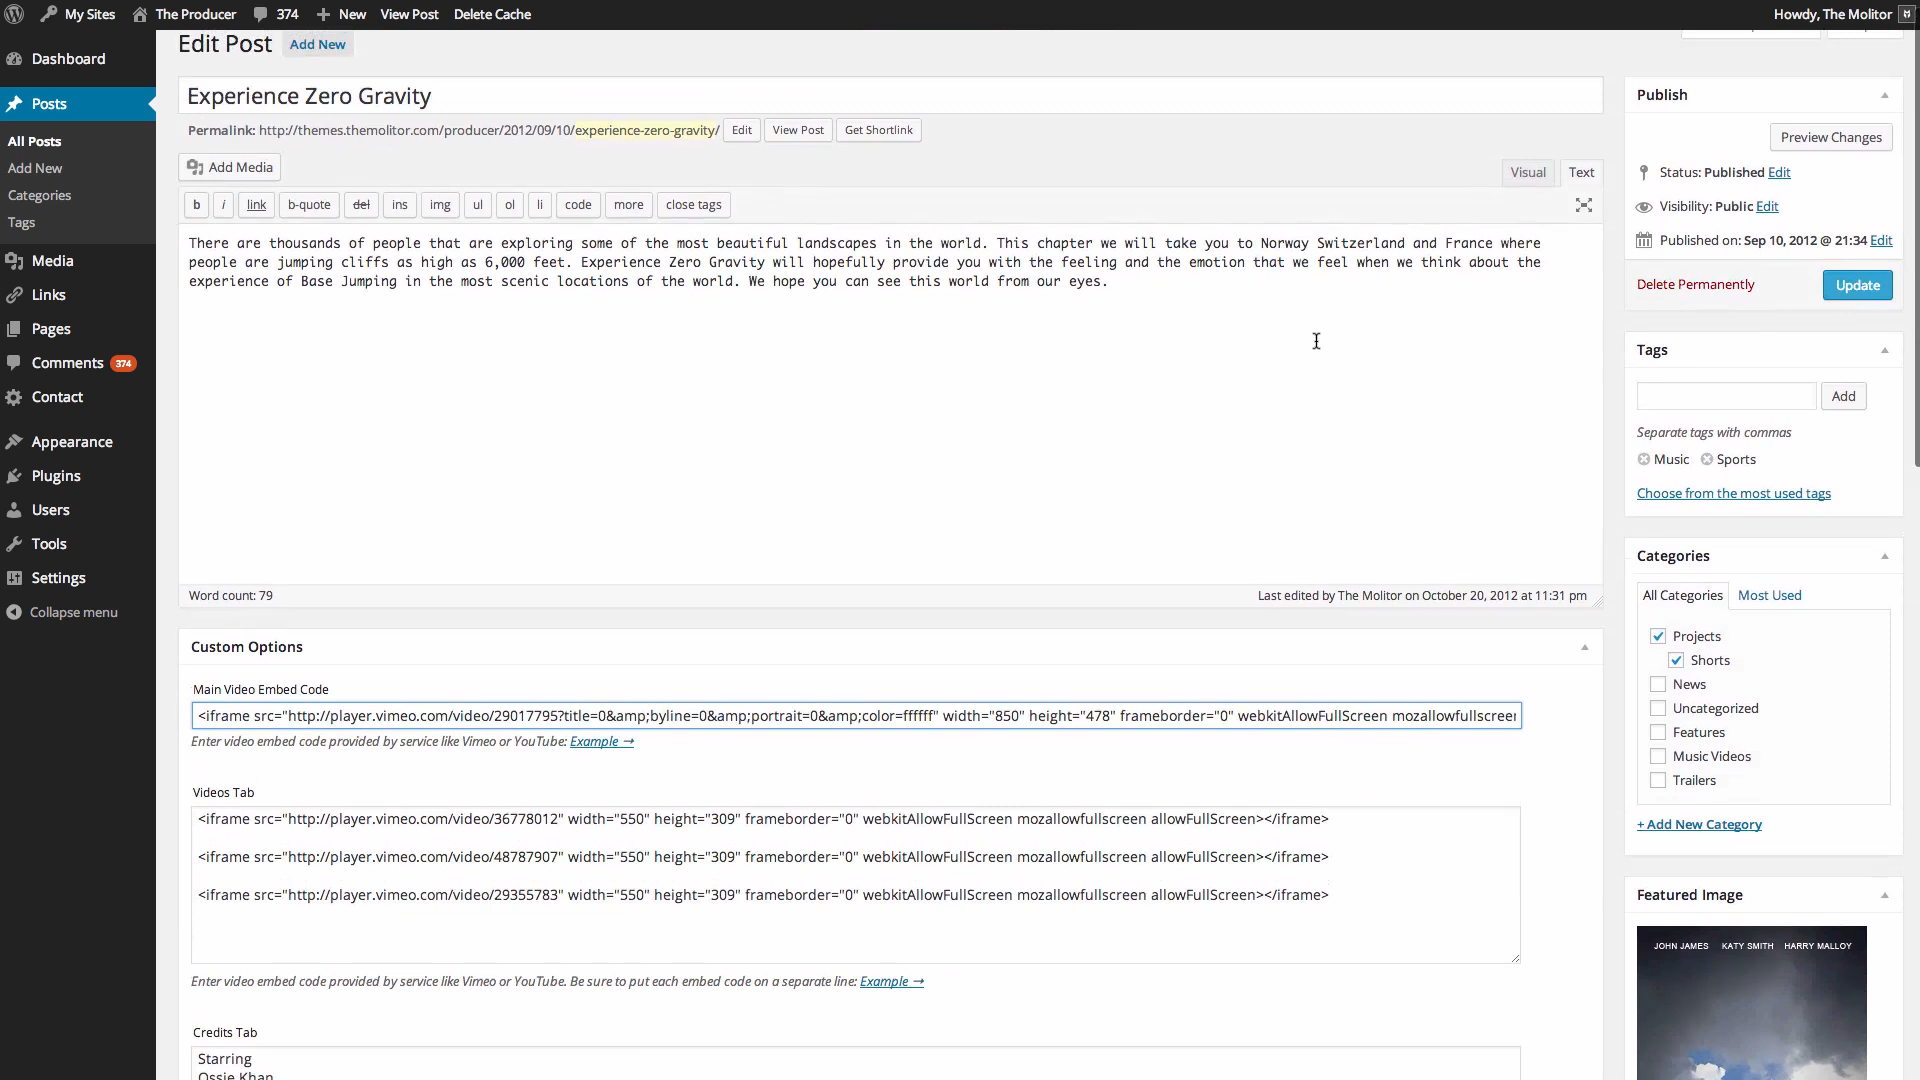 My Sites The Producer 374 New View Post Delete Cache Howdy, The Molitor
Dashboard
Posts
All Posts
Add New
Categories
Tags
Media
Links
Pages
Comments 374
Contact
Appearance
Plugins
Users
Tools
Settings
Collapse menu
Edit Post Add New
Experience Zero Gravity
Permalink: http://themes.themolitor.com/producer/2012/09/10/experience-zero-gravity/ Edit View Post Get Shortlink
Add Media
Visual Text
b i link b-quote del ins img ul ol li code more close tags
There are thousands of people that are exploring some of the most beautiful landscapes in the world. This chapter we will take you to Norway Switzerland and France where
people are jumping cliffs as high as 6,000 feet. Experience Zero Gravity will hopefully provide you with the feeling and the emotion that we feel when we think about the
experience of Base Jumping in the most scenic locations of the world. We hope you can see this world from our eyes.
Word count: 79 Last edited by The Molitor on October 20, 2012 at 11:31 pm
Custom Options
Main Video Embed Code
<iframe src="http://player.vimeo.com/video/29017795?title=0&amp;byline=0&amp;portrait=0&amp;color=ffffff" width="850" height="478" frameborder="0" webkitAllowFullScreen mozallowfullscreen
Enter video embed code provided by service like Vimeo or YouTube: Example →
Videos Tab
<iframe src="http://player.vimeo.com/video/36778012" width="550" height="309" frameborder="0" webkitAllowFullScreen mozallowfullscreen allowFullScreen></iframe>
<iframe src="http://player.vimeo.com/video/48787907" width="550" height="309" frameborder="0" webkitAllowFullScreen mozallowfullscreen allowFullScreen></iframe>
<iframe src="http://player.vimeo.com/video/29355783" width="550" height="309" frameborder="0" webkitAllowFullScreen mozallowfullscreen allowFullScreen></iframe>
Enter video embed code provided by service like Vimeo or YouTube. Be sure to put each embed code on a separate line: Example →
Credits Tab
Starring
Ossie Khan
Publish
Preview Changes
Status: Published Edit
Visibility: Public Edit
Published on: Sep 10, 2012 @ 21:34 Edit
Delete Permanently Update
Tags
Add
Separate tags with commas
Music Sports
Choose from the most used tags
Categories
All Categories Most Used
Projects
Shorts
News
Uncategorized
Features
Music Videos
Trailers
+ Add New Category
Featured Image
JOHN JAMES KATY SMITH HARRY MALLOY